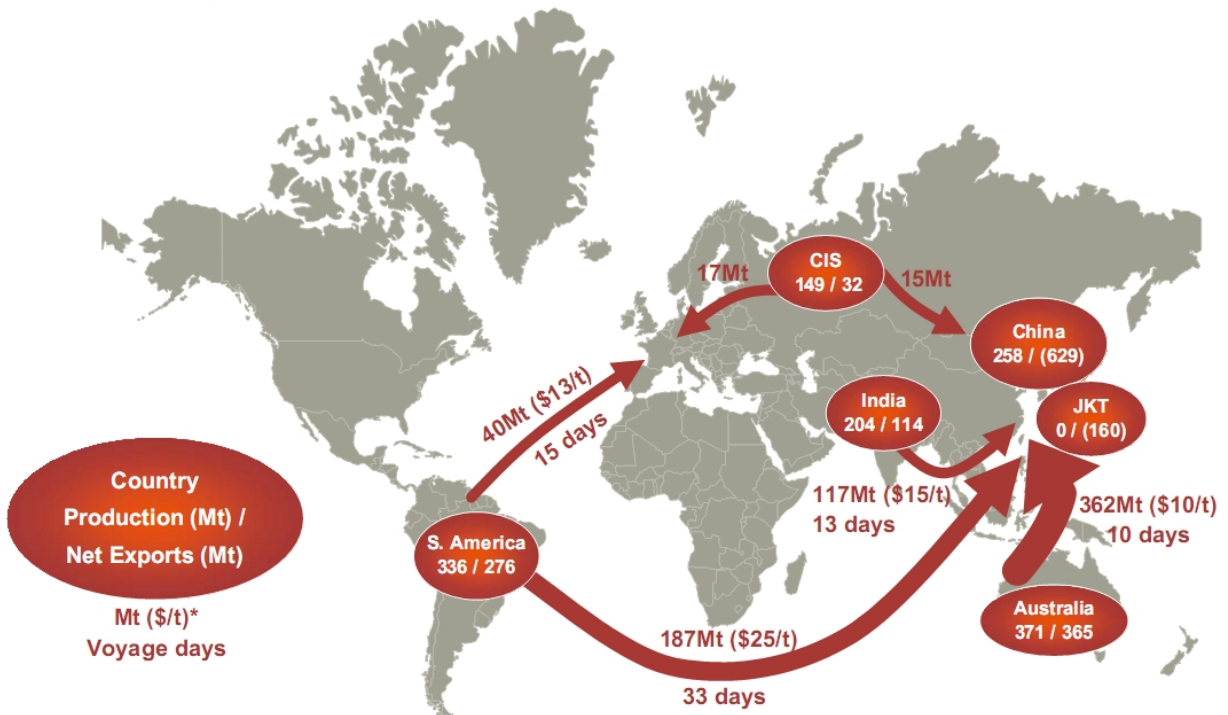 CIS
149 / 32
17Mt
15Mt
China
258 / (629)
India
204 / 114
JKT
0 / (160)
40Mt ($13/t)
15 days
Country
Production (Mt) /
Net Exports (Mt)
Mt ($/t)*
Voyage days
S. America
336 / 276
117Mt ($15/t)
13 days
362Mt ($10/t)
10 days
Australia
371 / 365
187Mt ($25/t)
33 days